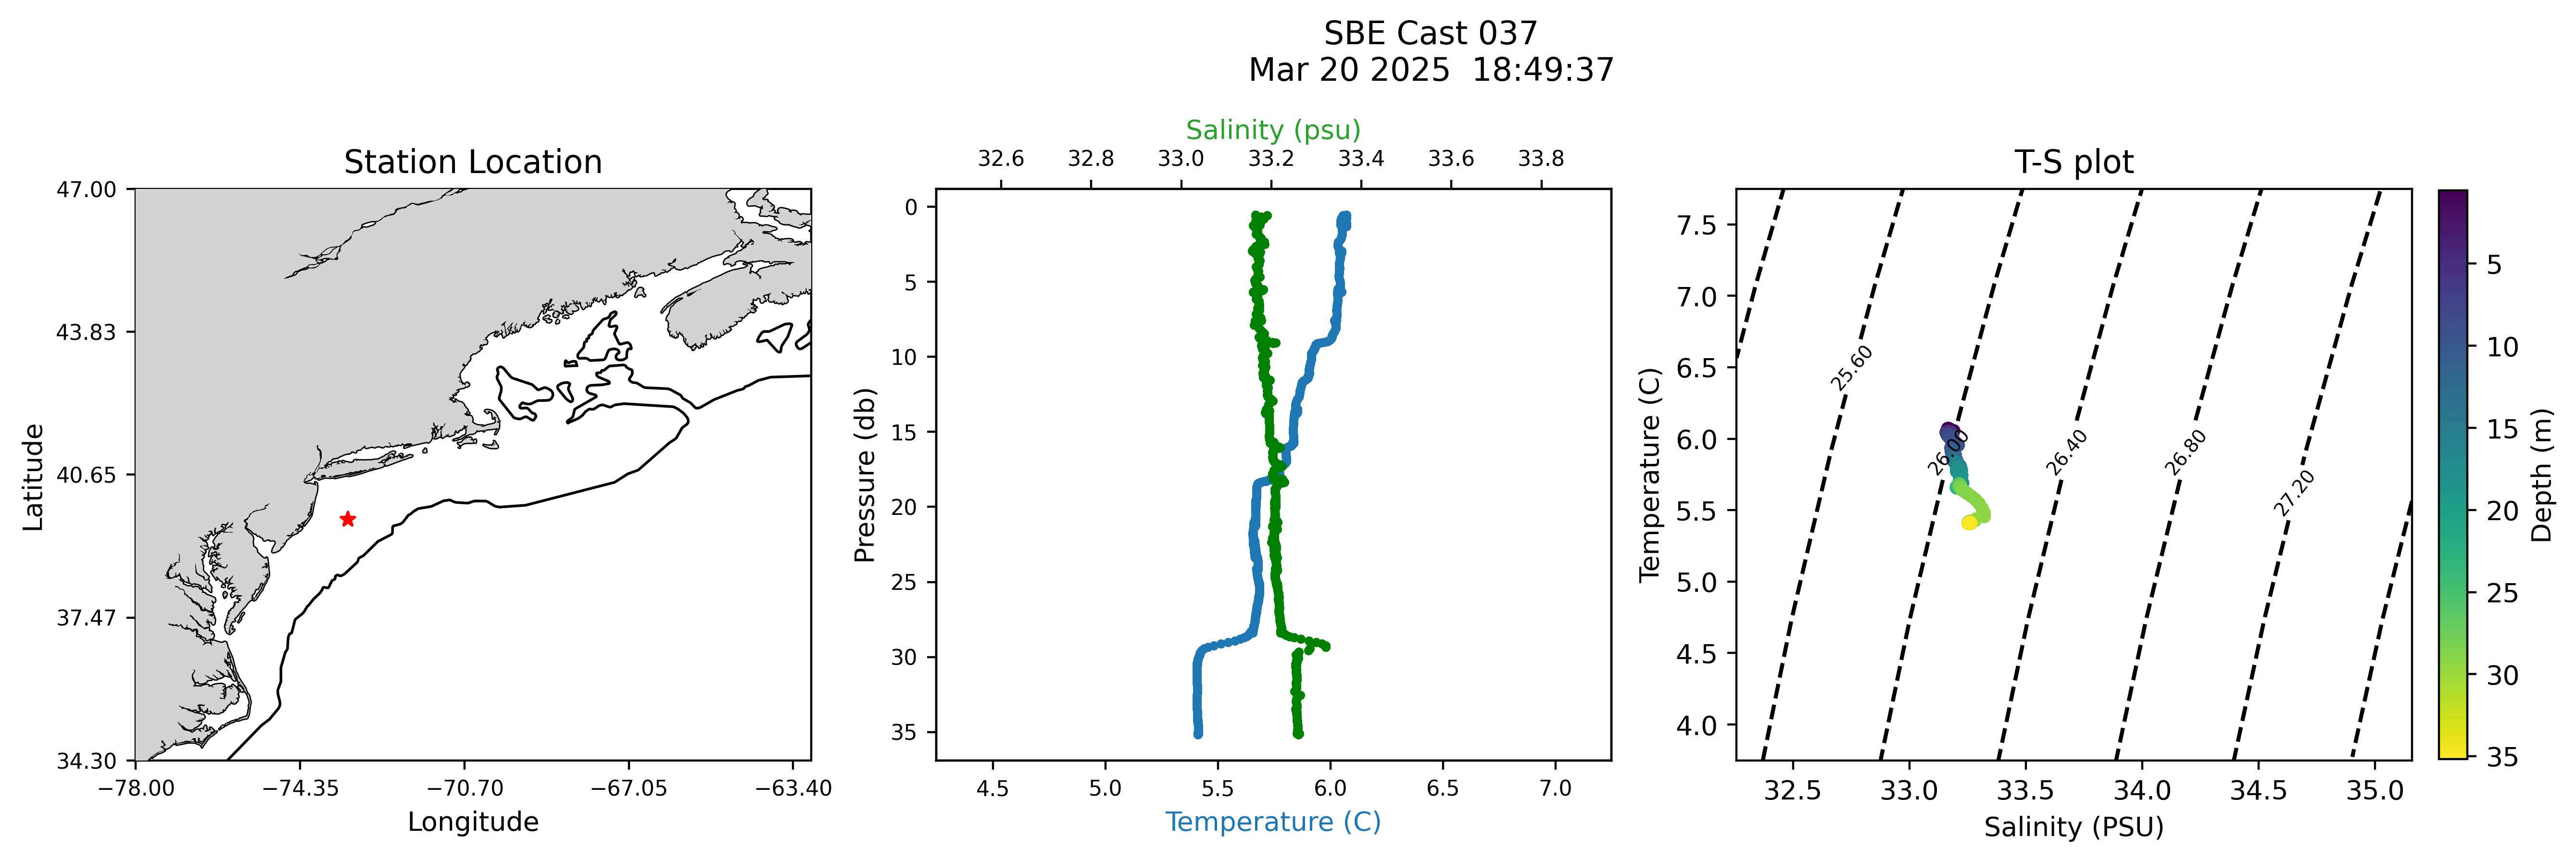 SBE Cast 037
Mar 20 2025  18:49:37
Station Location
47.00
43.83
40.65
37.47
34.30
Latitude
−78.00 −74.35 −70.70 −67.05 −63.40
Longitude
Salinity (psu)
32.6 32.8 33.0 33.2 33.4 33.6 33.8
0
5
10
15
20
25
30
35
Pressure (db)
4.5 5.0 5.5 6.0 6.5 7.0
Temperature (C)
T-S plot
7.5
7.0
6.5
6.0
5.5
5.0
4.5
4.0
Temperature (C)
25.60
26.00
26.40
26.80
27.20
32.5 33.0 33.5 34.0 34.5 35.0
Salinity (PSU)
5
10
15
20
25
30
35
Depth (m)